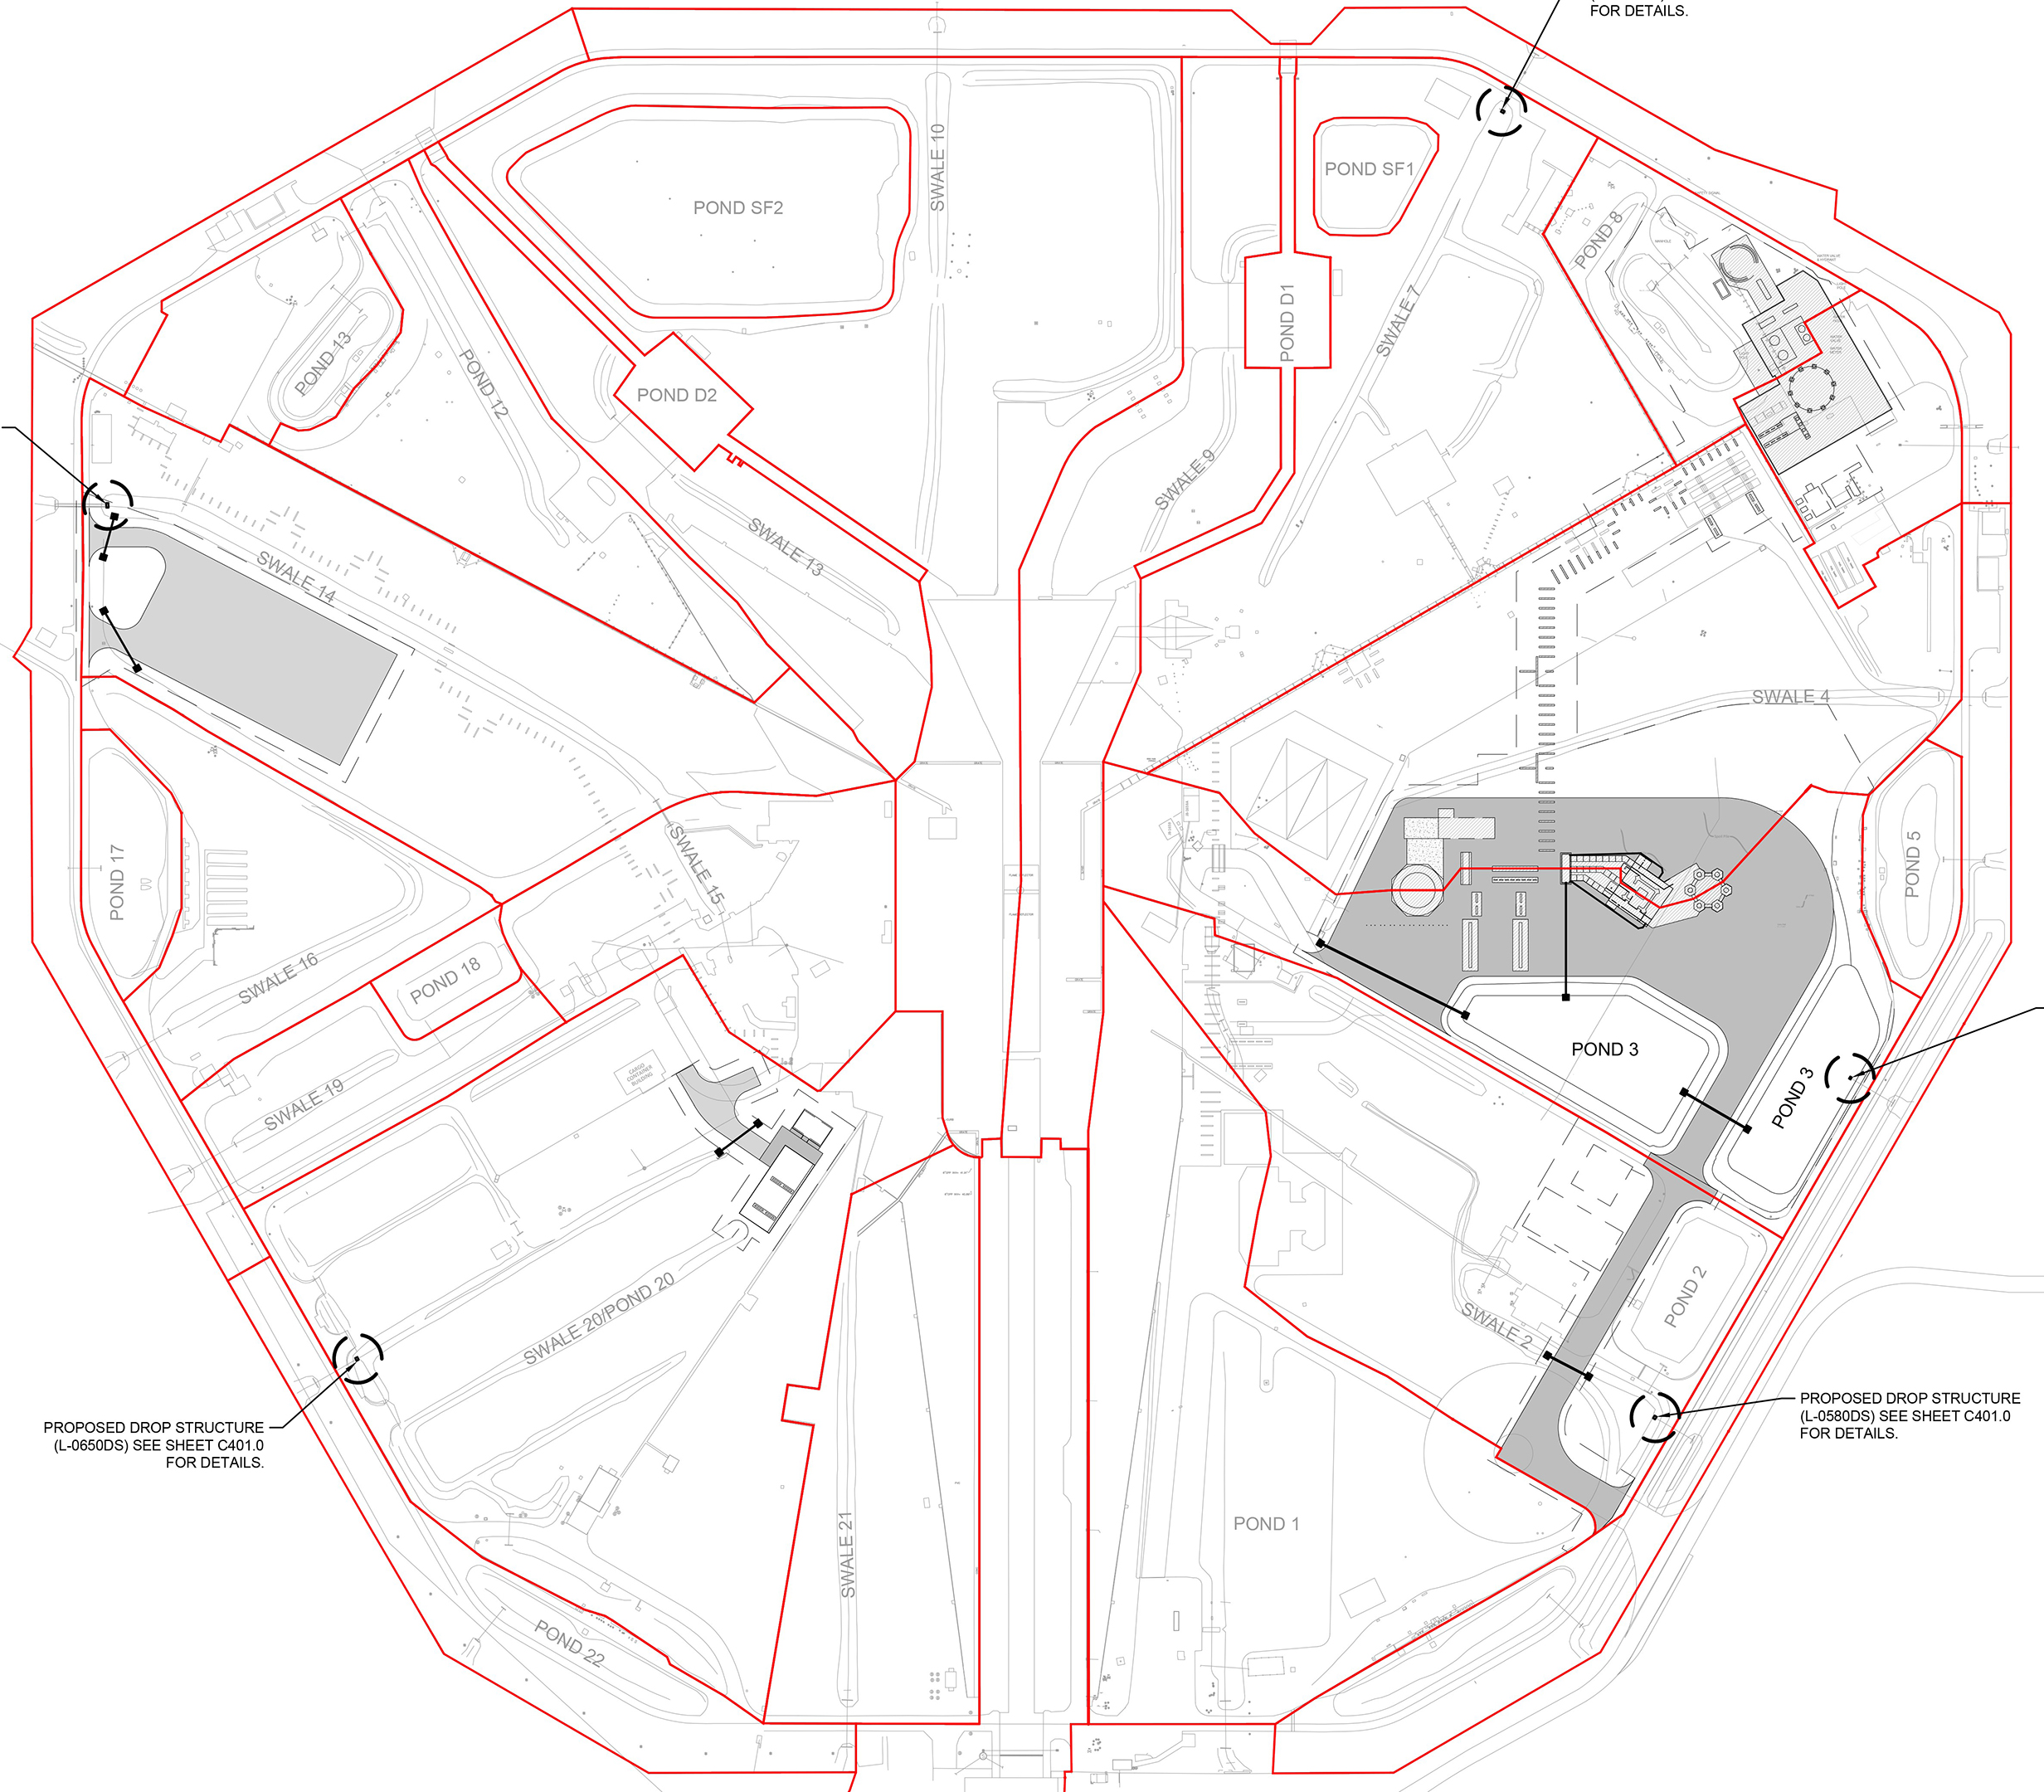 FOR DETAILS.
POND SF2
SWALE 10
POND SF1
POND 8
POND D1
SWALE 7
POND 13
POND 12
POND D2
SWALE 9
SWALE 13
SWALE 14
SWALE 4
POND 17
SWALE 15
POND 5
SWALE 16
POND 18
POND 3
POND 3
SWALE 19
CARGO
CONTAINER
BUILDING
SWALE 20/POND 20
POND 2
SWALE 2
PROPOSED DROP STRUCTURE
(L-0650DS) SEE SHEET C401.0
FOR DETAILS.
PROPOSED DROP STRUCTURE
(L-0580DS) SEE SHEET C401.0
FOR DETAILS.
SWALE 21
POND 1
POND 22